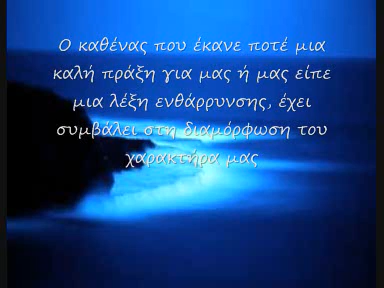 Ο καθένας που έκανε ποτέ μια
καλή πράξη για μας ή μας είπε
μια λέξη ενθάρρυνσης, έχει
συμβάλει στη διαμόρφωση του
χαρακτήρα μας